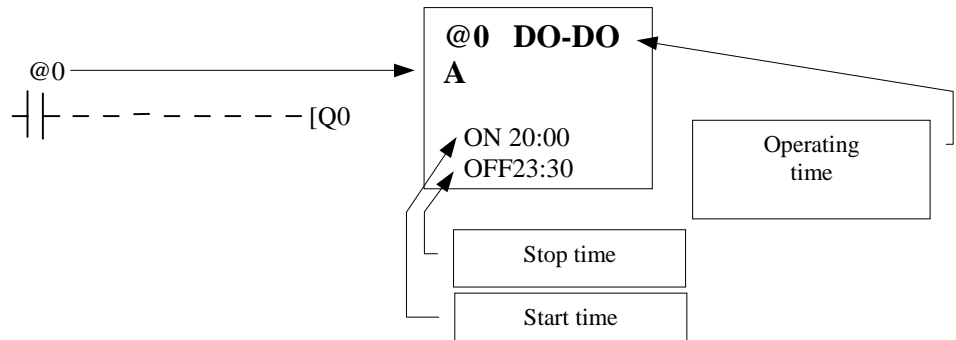 @0 DO-DO
A
@0
[Q0
ON 20:00
OFF23:30
Operating
time
Stop time
Start time